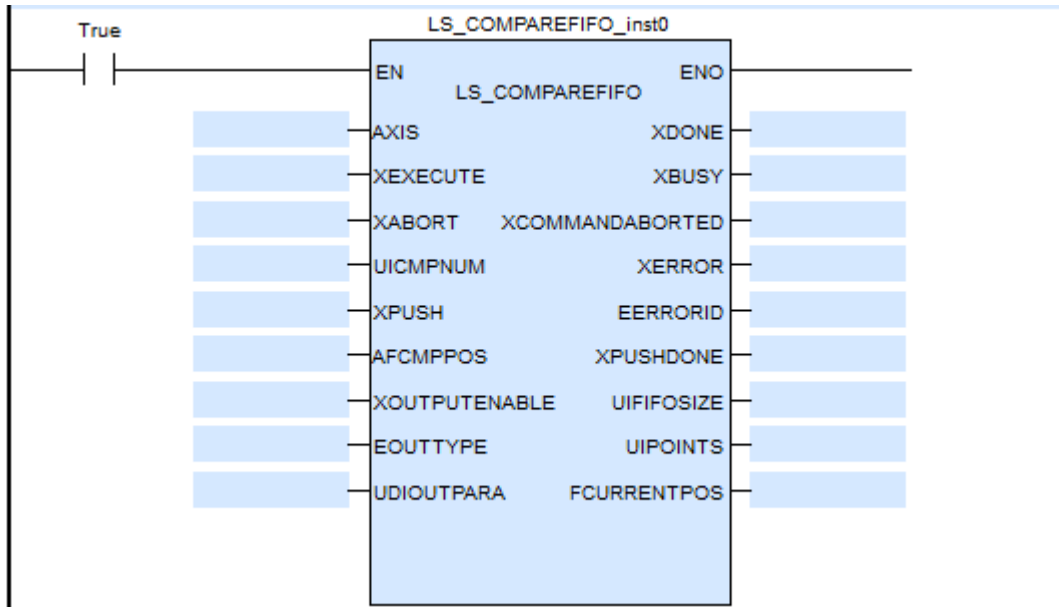 True
LS_COMPAREFIFO_inst0
EN ENO
LS_COMPAREFIFO
AXIS XDONE
XEXECUTE XBUSY
XABORT XCOMMANDABORTED
UICMPNUM XERROR
XPUSH EERRORID
AFCMPPOS XPUSHDONE
XOUTPUTENABLE UIFIFOSIZE
EOUTTYPE UIPOINTS
UDIOUTPARA FCURRENTPOS